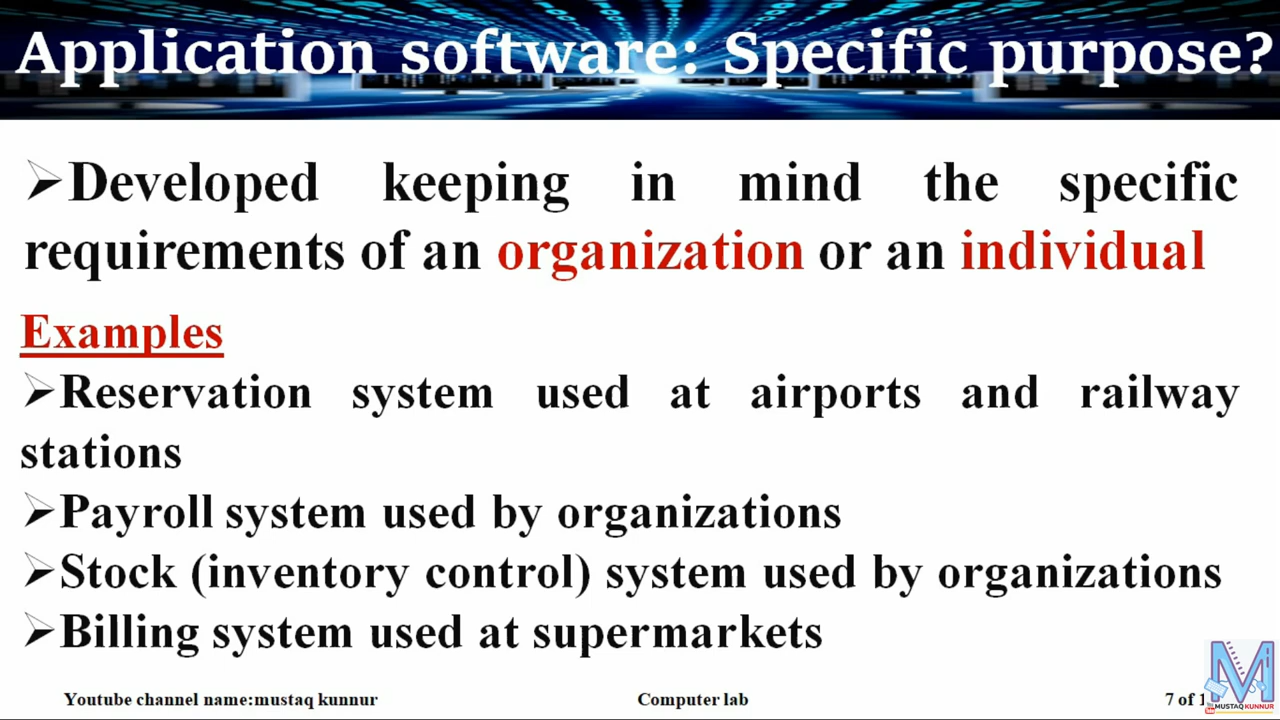 Application software: Specific purpose?
➢Developed keeping in mind the specific
requirements of an organization or an individual
Examples
➢Reservation system used at airports and railway
stations
➢Payroll system used by organizations
➢Stock (inventory control) system used by organizations
➢Billing system used at supermarkets
Youtube channel name:mustaq kunnur
Computer lab
7 of
MUSTAQ KUNNUR